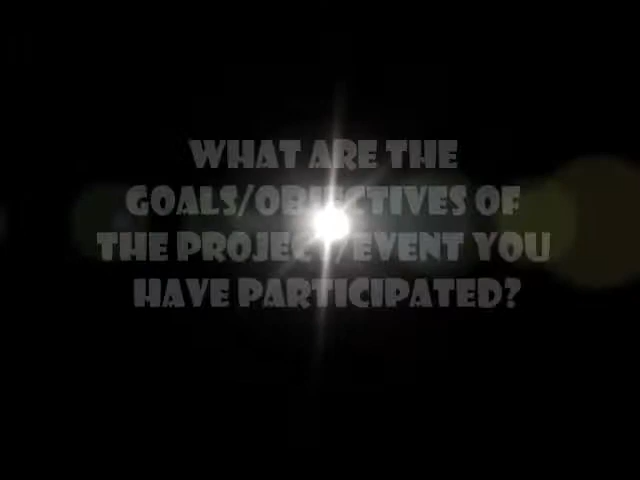 WHAT ARE THE
GOALS/OBJECTIVES OF
THE PROJECT/EVENT YOU
HAVE PARTICIPATED?